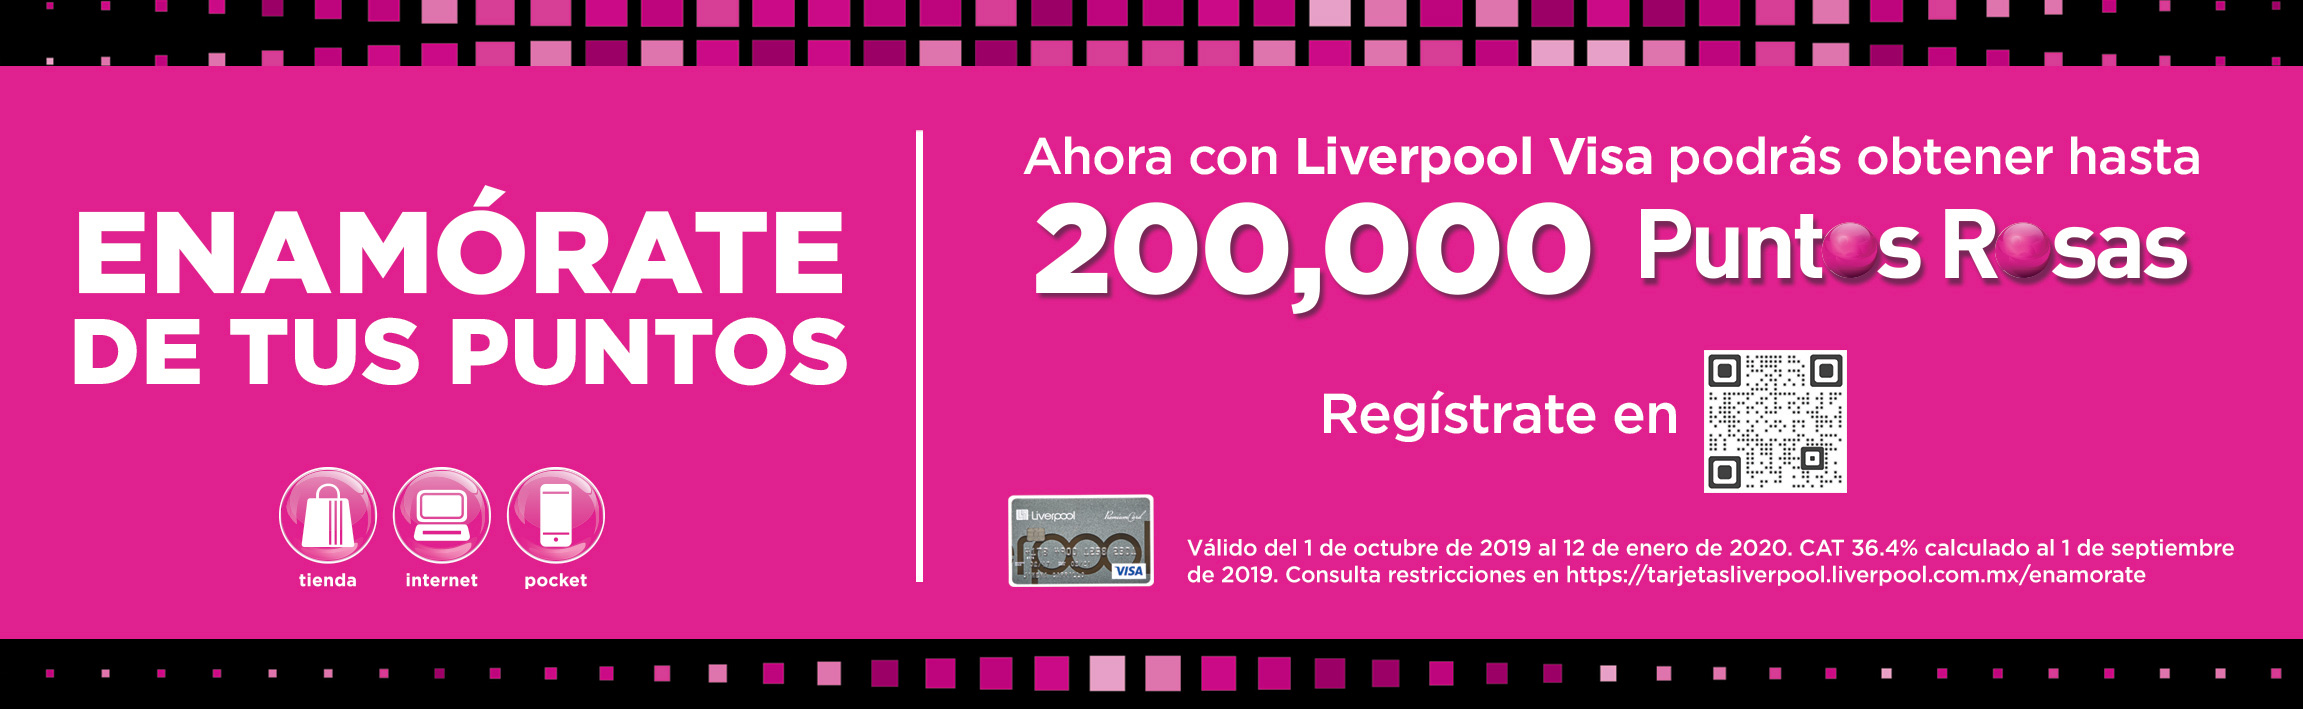 ENAMÓRATE
DE TUS PUNTOS
tienda
internet
pocket
Ahora con Liverpool Visa podrás obtener hasta
200,000 Puntos Rosas
Regístrate en
Liverpool
PremiumCard
VISA
Válido del 1 de octubre de 2019 al 12 de enero de 2020. CAT 36.4% calculado al 1 de septiembre
de 2019. Consulta restricciones en https://tarjetasliverpool.liverpool.com.mx/enamorate